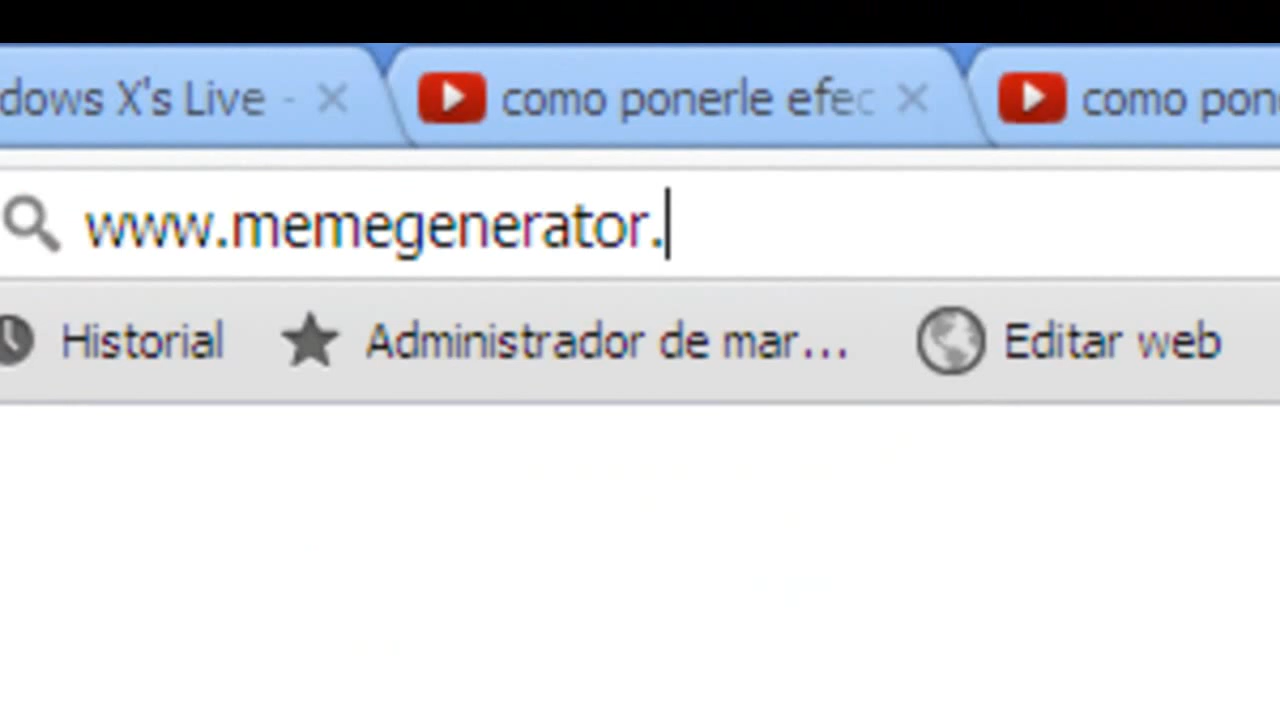 dows X's Live - como ponerle efec como pon
www.memegenerator.
Historial Administrador de mar... Editar web